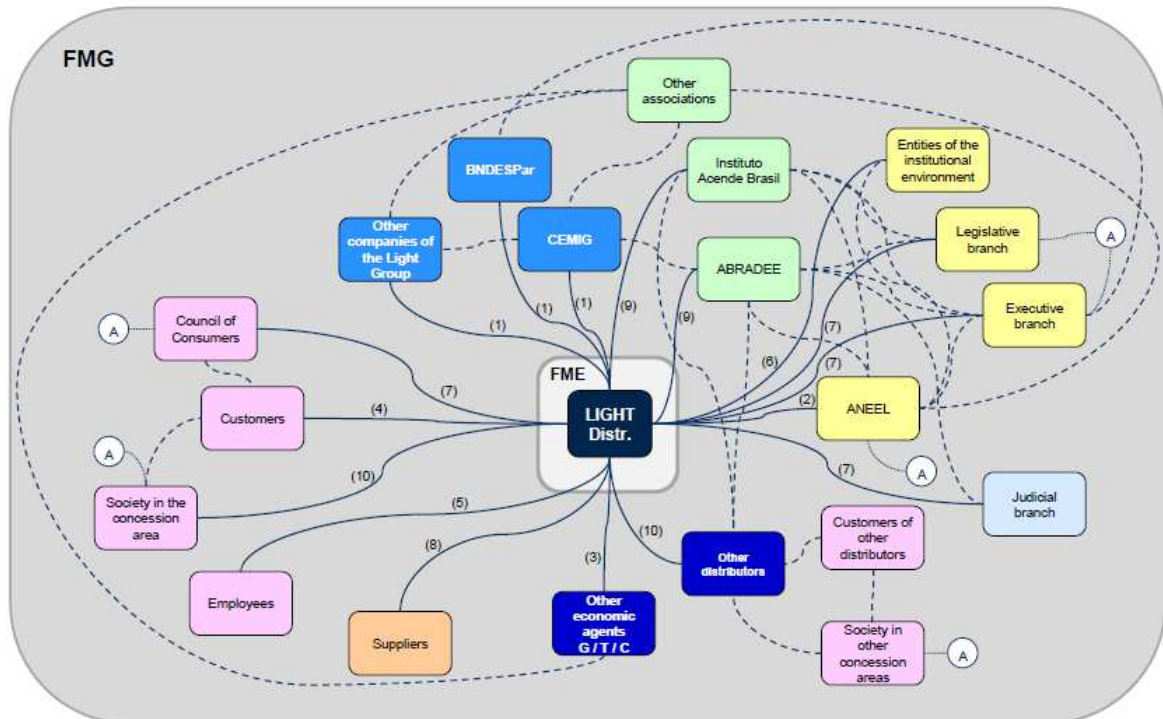 FMG
Other
associations
BNDESPar
Instituto
Acende Brasil
Entities of the
institutional
environment
Other
companies of
the Light
Group
CEMIG
Legislative
branch
A
ABRADEE
Executive
branch
(1)
(1)
(1)
(9)
(9)
A
Council of
Consumers
(7)
(6)
(7)
(7)
FME
LIGHT
Distr.
Customers
(4)
(2)
ANEEL
A
A
Society in the
concession
area
(10)
(7)
Judicial
branch
(5)
(8)
(3)
(10)
Customers of
other
distributors
Other
distributors
Employees
Suppliers
Other
economic
agents
G / T / C
Society in
other
concession
areas
A